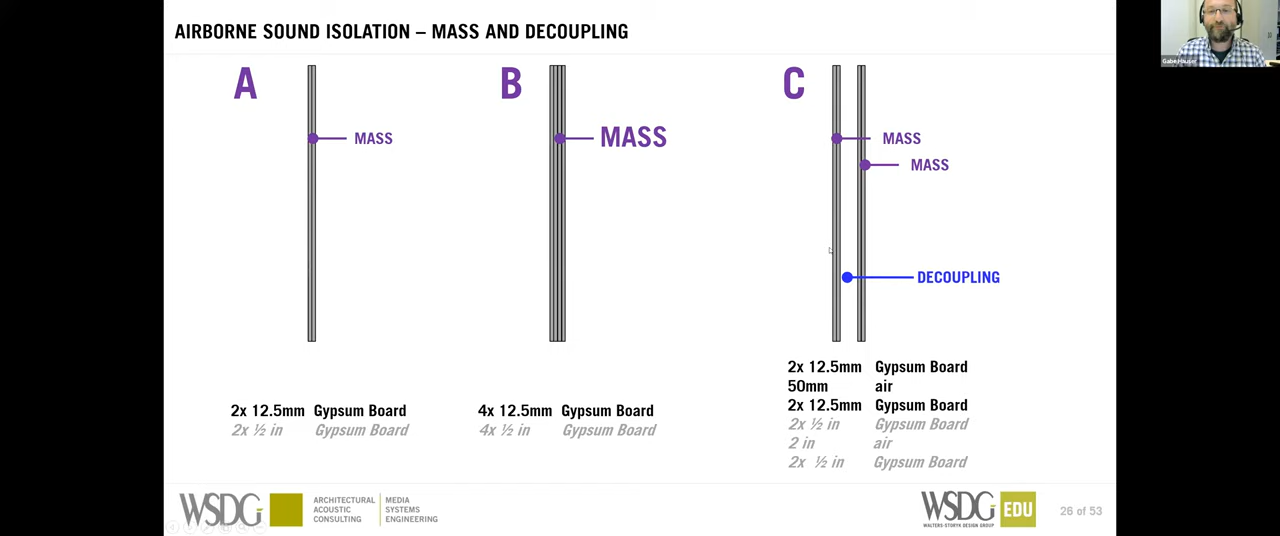 AIRBORNE SOUND ISOLATION – MASS AND DECOUPLING
A
MASS
2x 12.5mm Gypsum Board
2x ½ in Gypsum Board
B
MASS
4x 12.5mm Gypsum Board
4x ½ in Gypsum Board
C
MASS
MASS
DECOUPLING
2x 12.5mm Gypsum Board
50mm air
2x 12.5mm Gypsum Board
2x ½ in Gypsum Board
2 in air
2x ½ in Gypsum Board
WSDG
ARCHITECTURAL
ACOUSTIC
CONSULTING
MEDIA
SYSTEMS
ENGINEERING
WSDG EDU
WALTERS-STORYK DESIGN GROUP
26 of 53
Gabe Hauser